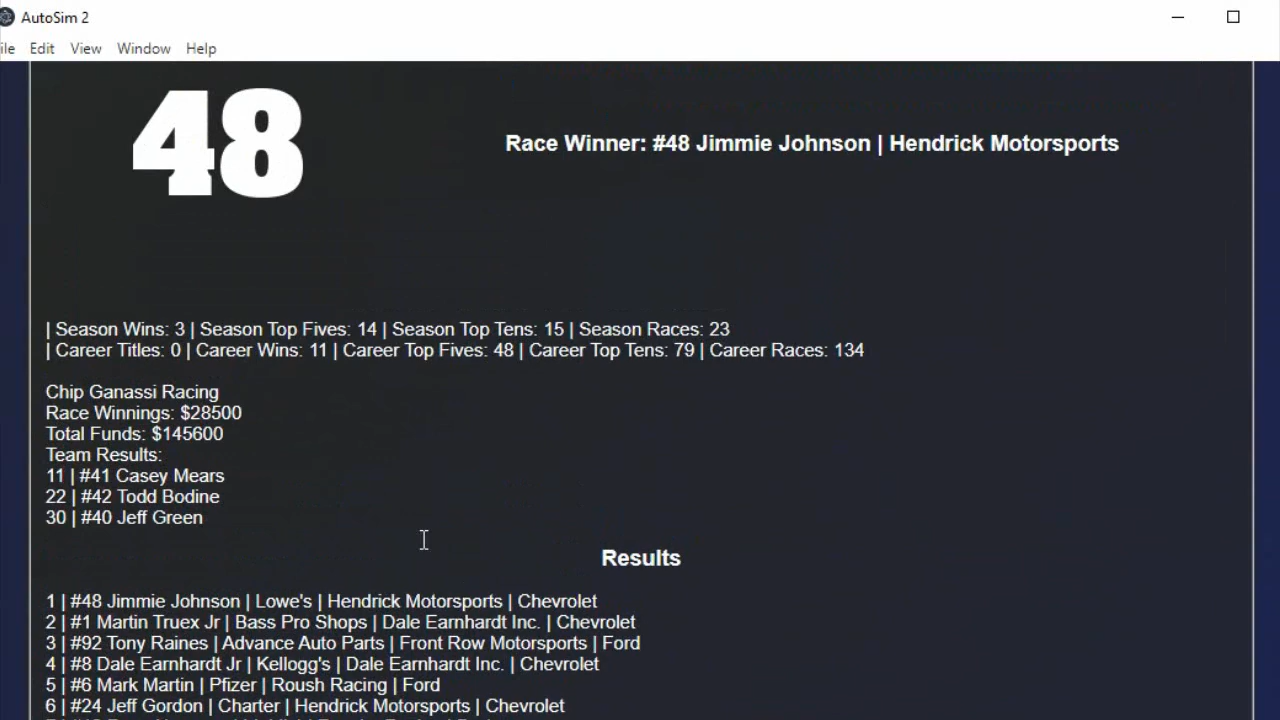 AutoSim 2
ile Edit View Window Help
48
Race Winner: #48 Jimmie Johnson | Hendrick Motorsports
| Season Wins: 3 | Season Top Fives: 14 | Season Top Tens: 15 | Season Races: 23
| Career Titles: 0 | Career Wins: 11 | Career Top Fives: 48 | Career Top Tens: 79 | Career Races: 134
Chip Ganassi Racing
Race Winnings: $28500
Total Funds: $145600
Team Results:
11 | #41 Casey Mears
22 | #42 Todd Bodine
30 | #40 Jeff Green
Results
1 | #48 Jimmie Johnson | Lowe's | Hendrick Motorsports | Chevrolet
2 | #1 Martin Truex Jr | Bass Pro Shops | Dale Earnhardt Inc. | Chevrolet
3 | #92 Tony Raines | Advance Auto Parts | Front Row Motorsports | Ford
4 | #8 Dale Earnhardt Jr | Kellogg's | Dale Earnhardt Inc. | Chevrolet
5 | #6 Mark Martin | Pfizer | Roush Racing | Ford
6 | #24 Jeff Gordon | Charter | Hendrick Motorsports | Chevrolet